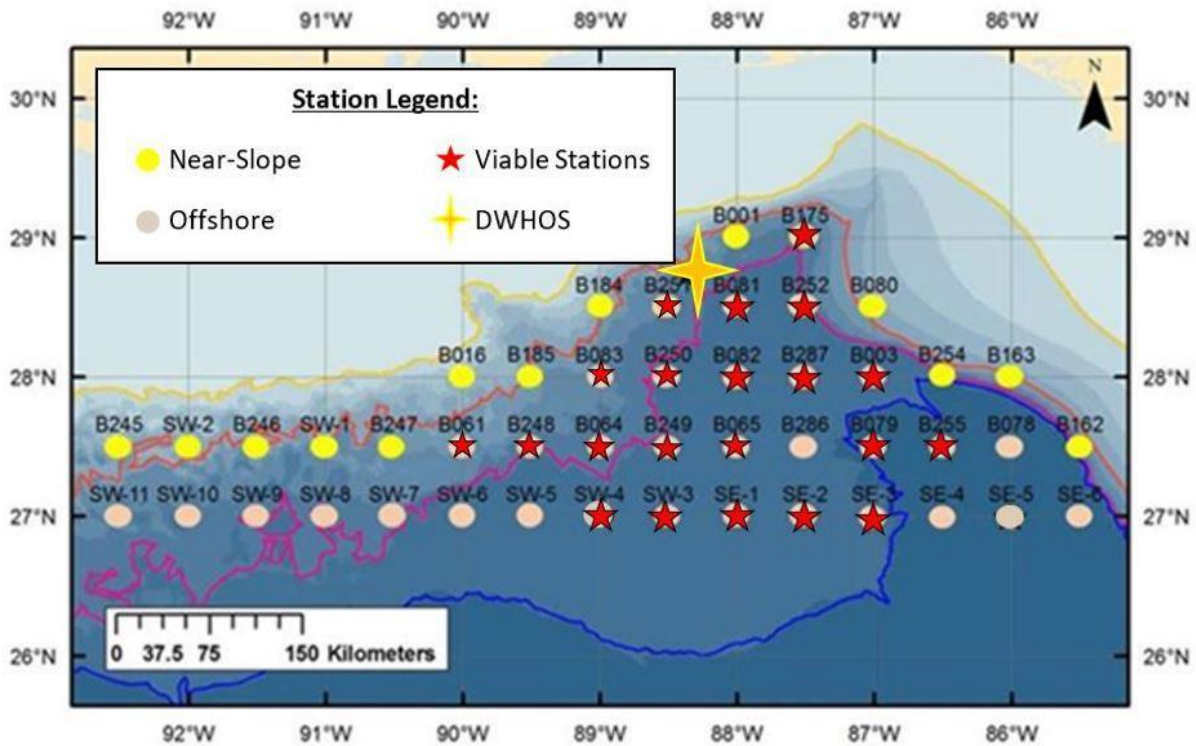 92°W 91°W 90°W 89°W 88°W 87°W 86°W
N
30°N 30°N
Station Legend:
Near-Slope Viable Stations
Offshore DWHOS
B001 B175
29°N 29°N
B184 B251 B081 B252 B080
B016 B185 B083 B250 B082 B287 B003 B254 B163
28°N 28°N
B245 SW-2 B246 SW-1 B247 B061 B248 B064 B249 B065 B286 B079 B255 B078 B162
SW-11 SW-10 SW-9 SW-8 SW-7 SW-6 SW-5 SW-4 SW-3 SE-1 SE-2 SE-3 SE-4 SE-5 SE-6
27°N 27°N
0 37.5 75 150 Kilometers
26°N 26°N
92°W 91°W 90°W 89°W 88°W 87°W 86°W